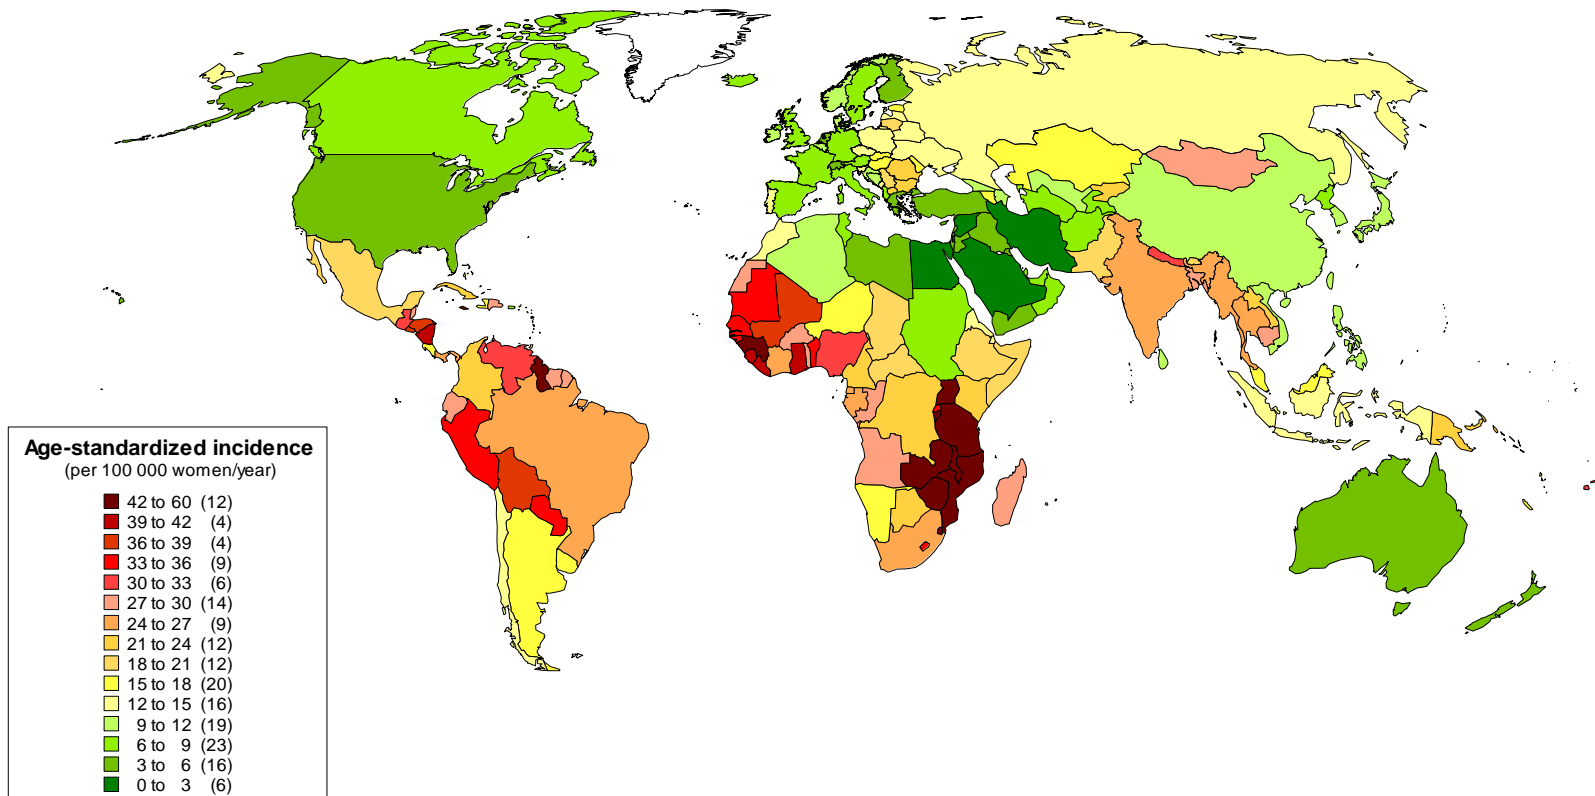 Age-standardized incidence
(per 100 000 women/year)
42 to 60 (12)
39 to 42 (4)
36 to 39 (4)
33 to 36 (9)
30 to 33 (6)
27 to 30 (14)
24 to 27 (9)
21 to 24 (12)
18 to 21 (12)
15 to 18 (20)
12 to 15 (16)
9 to 12 (19)
6 to 9 (23)
3 to 6 (16)
0 to 3 (6)